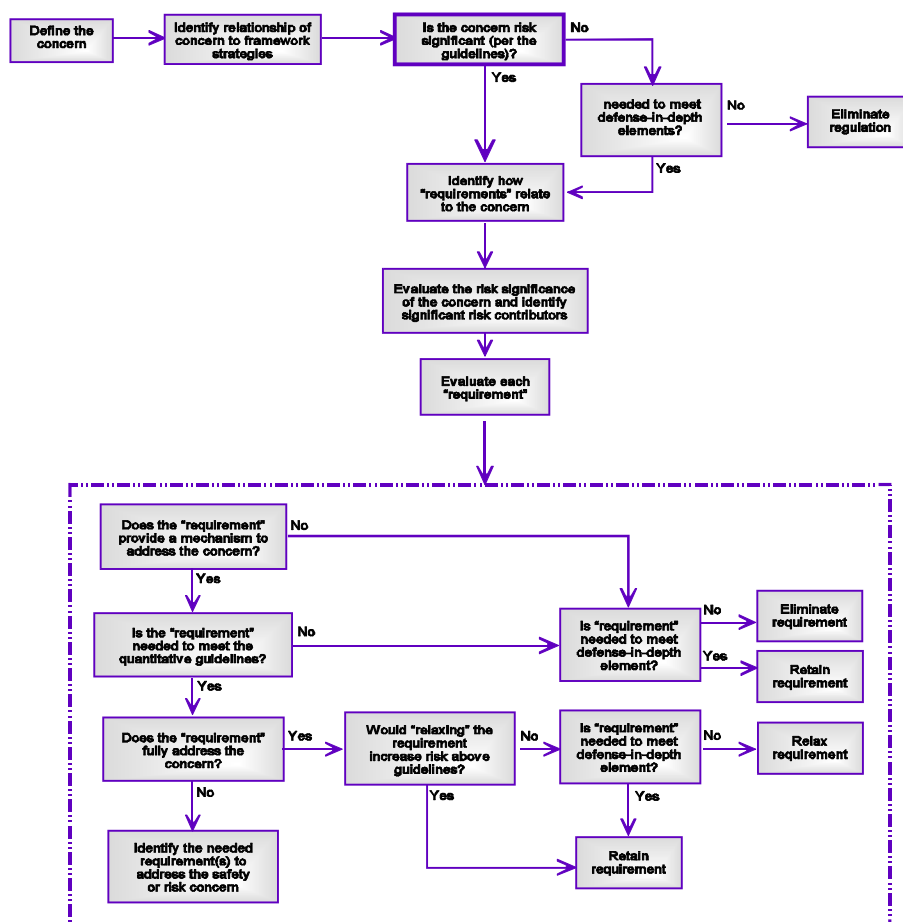 Define the
concern
Identify relationship of
concern to framework
strategies
Is the concern risk
significant (per the
guidelines)?
No
Yes
needed to meet
defense-in-depth
elements?
No
Eliminate
regulation
Yes
Identify how
"requirements" relate
to the concern
Evaluate the risk significance
of the concern and identify
significant risk contributors
Evaluate each
"requirement"
Does the "requirement"
provide a mechanism to
address the concern?
No
Yes
Is the "requirement"
needed to meet the
quantitative guidelines?
No
Is "requirement"
needed to meet
defense-in-depth
element?
No
Eliminate
requirement
Yes
Retain
requirement
Yes
Does the "requirement"
fully address the
concern?
Yes
Would "relaxing" the
requirement
increase risk above
guidelines?
No
Is "requirement"
needed to meet
defense-in-depth
element?
No
Relax
requirement
No
Yes
Yes
Identify the needed
requirement(s) to
address the safety
or risk concern
Retain
requirement